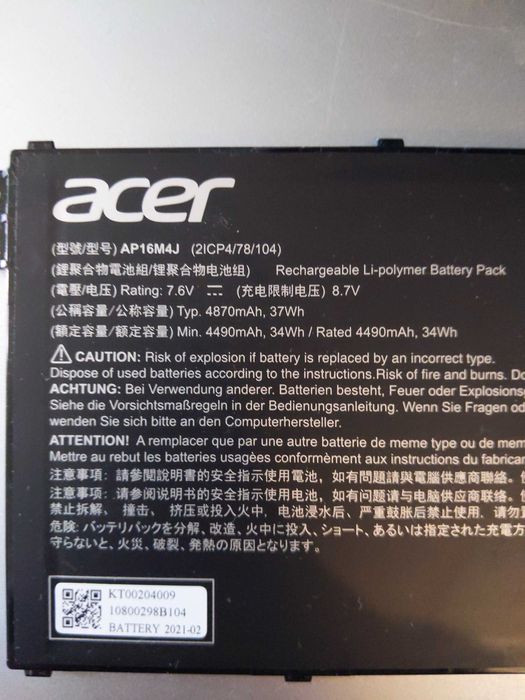 acer
(型號/型号) AP16M4J (2ICP4/78/104)
(鋰聚合物電池組/锂聚合物电池组) Rechargeable Li-polymer Battery Pack
(電壓/电压) Rating: 7.6V ⎓ (充电限制电压) 8.7V
(公稱容量/公称容量) Typ. 4870mAh, 37Wh
(額定容量/额定容量) Min. 4490mAh, 34Wh / Rated 4490mAh, 34Wh
CAUTION: Risk of explosion if battery is replaced by an incorrect type.
Dispose of used batteries according to the instructions.Risk of fire and burns. Do
ACHTUNG: Bei Verwendung anderer. Batterien besteht, Feuer oder Explosions
Siehe die Vorsichtsmaßregeln in der Bedienungsanleitung. Wenn Sie Fragen
wenden Sie sich bitte an den Computerhersteller.
ATTENTION! A remplacer que par une autre batterie de meme type ou de mem
Mettre au rebut les batteries usagées conformément aux instructions du fabrican
注意事項: 請參閱說明書的安全指示使用電池, 如有問題請與電腦供應商聯絡。
注意事项: 请参阅说明书的安全指示使用电池, 如有问题请与电脑供应商联络。
禁止拆解、撞击、挤压或投入火中, 电池浸水后、严重鼓胀后禁止使用. 请勿
危険: バッテリパックを分解、改造、火中に投入、ショート、あるいは指定された充電方
守らないと、火災、破裂、発熱の原因となります。
KT00204009
10800298B104
BATTERY 2021-02